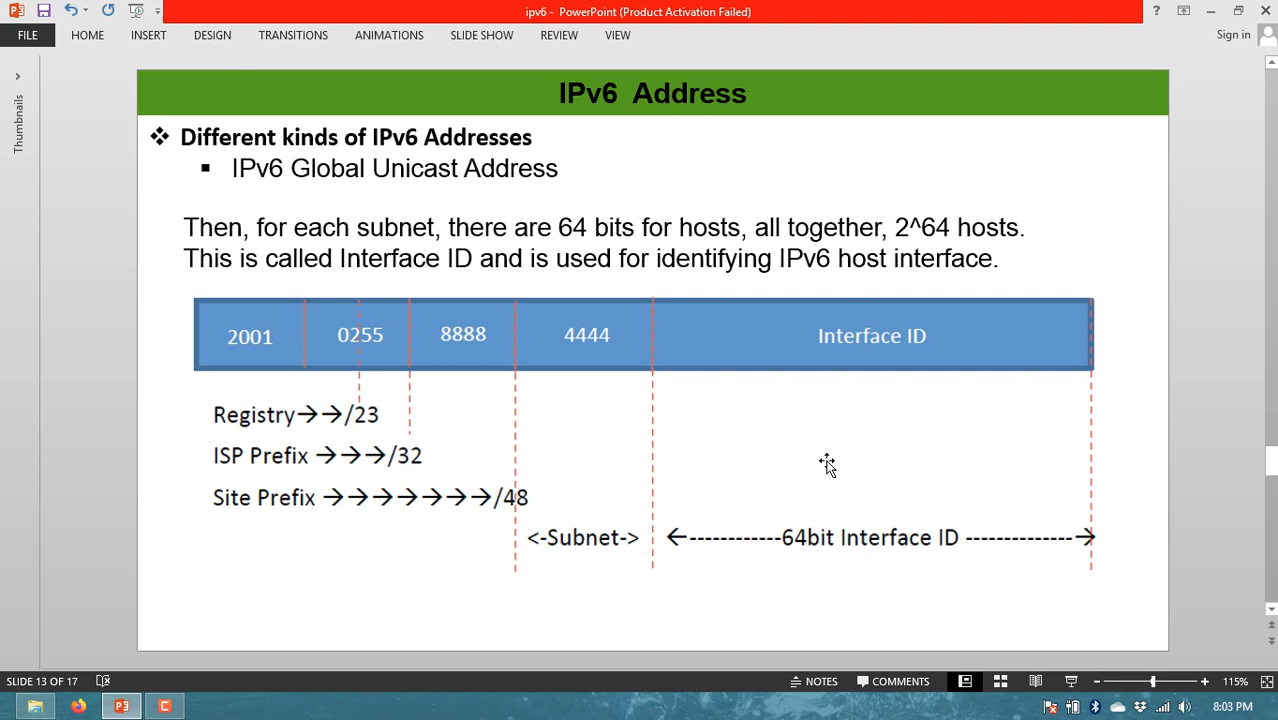 ipv6 - PowerPoint (Product Activation Failed)
?
FILE HOME INSERT DESIGN TRANSITIONS ANIMATIONS SLIDE SHOW REVIEW VIEW
Sign in
Thumbnails
IPv6 Address
❖ Different kinds of IPv6 Addresses
▪ IPv6 Global Unicast Address
Then, for each subnet, there are 64 bits for hosts, all together, 2^64 hosts.
This is called Interface ID and is used for identifying IPv6 host interface.
2001 0255 8888 4444 Interface ID
Registry→→/23
ISP Prefix →→→/32
Site Prefix →→→→→→→/48
<-Subnet-> ←------------64bit Interface ID --------------→
SLIDE 13 OF 17 NOTES COMMENTS 115%
8:03 PM